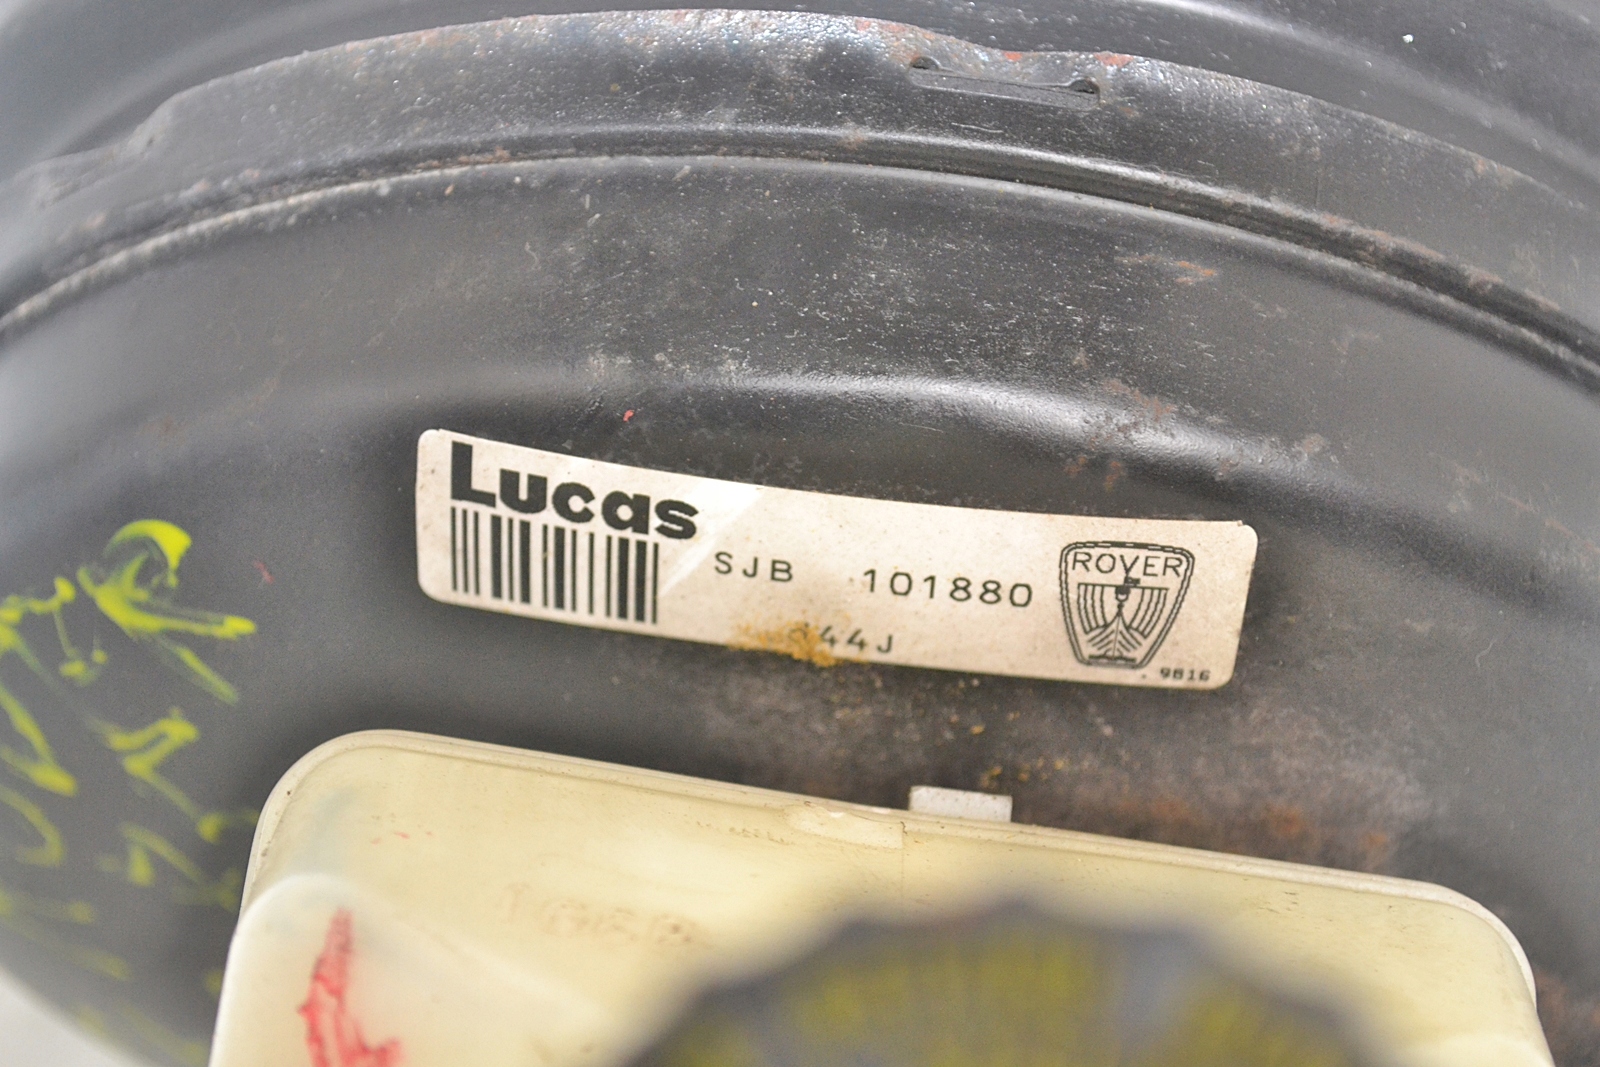 Lucas
SJB 101880
ROVER
44J
9816